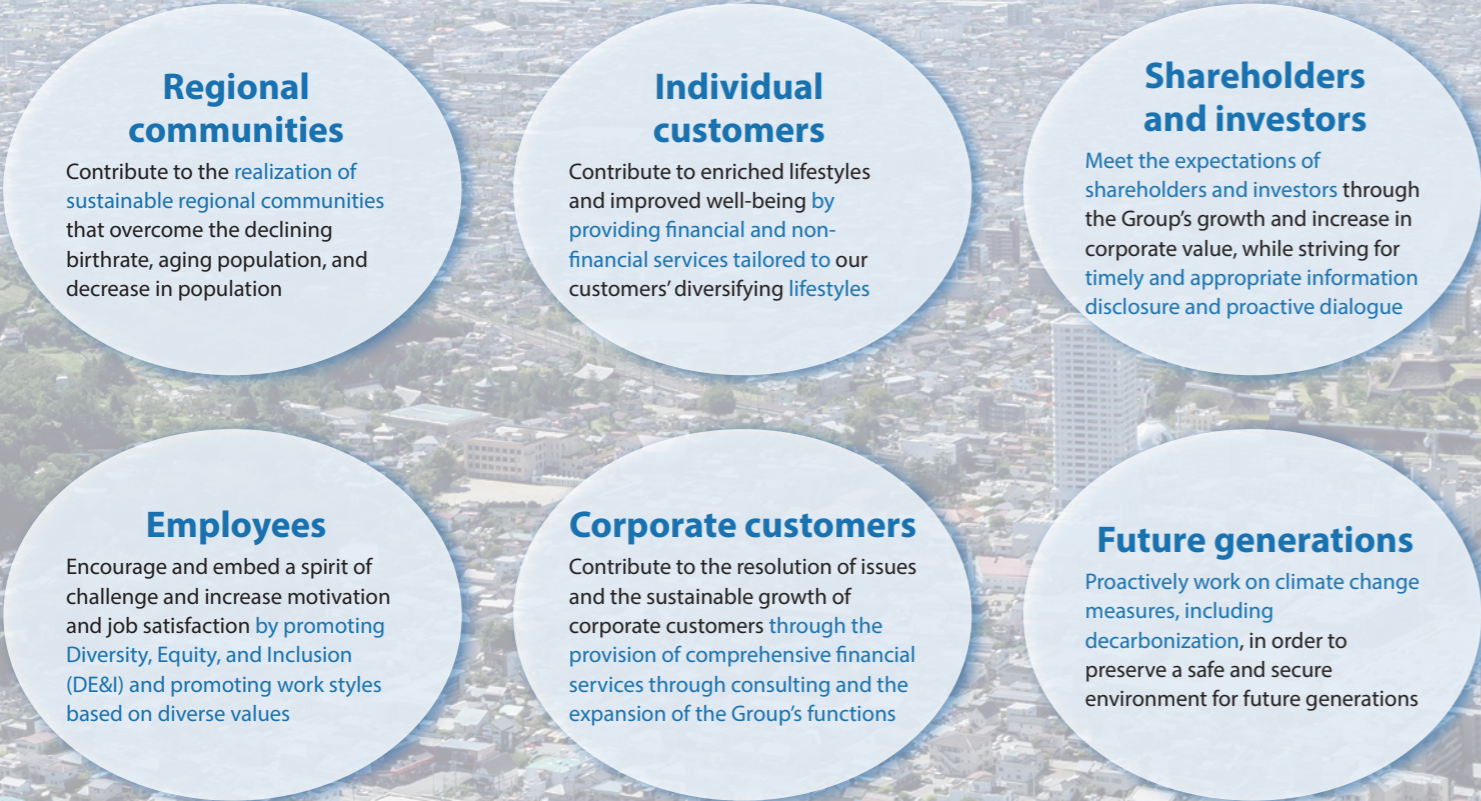 Regional
communities
Contribute to the realization of
sustainable regional communities
that overcome the declining
birthrate, aging population, and
decrease in population
Individual
customers
Contribute to enriched lifestyles
and improved well-being by
providing financial and non-
financial services tailored to our
customers’ diversifying lifestyles
Shareholders
and investors
Meet the expectations of
shareholders and investors through
the Group’s growth and increase in
corporate value, while striving for
timely and appropriate information
disclosure and proactive dialogue
Employees
Encourage and embed a spirit of
challenge and increase motivation
and job satisfaction by promoting
Diversity, Equity, and Inclusion
(DE&I) and promoting work styles
based on diverse values
Corporate customers
Contribute to the resolution of issues
and the sustainable growth of
corporate customers through the
provision of comprehensive financial
services through consulting and the
expansion of the Group’s functions
Future generations
Proactively work on climate change
measures, including
decarbonization, in order to
preserve a safe and secure
environment for future generations